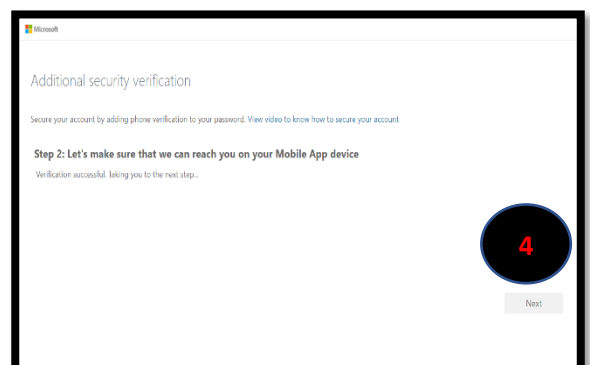 Microsoft
Additional security verification
Secure your account by adding phone verification to your password. View video to know how to secure your account
Step 2: Let's make sure that we can reach you on your Mobile App device
Verification successful. Taking you to the next step...
4
Next